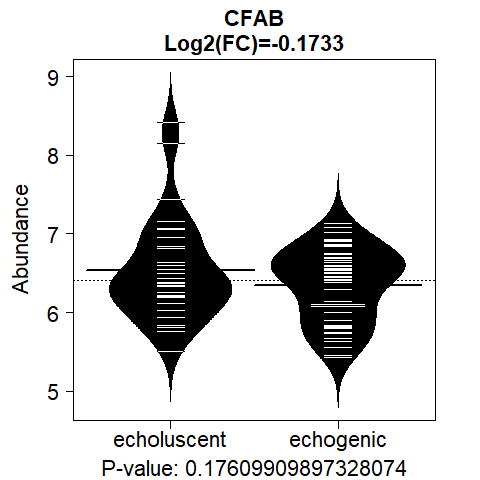 CFAB
Log2(FC)=-0.1733
Abundance
9
8
7
6
5
echoluscent echogenic
P-value: 0.17609909897328074